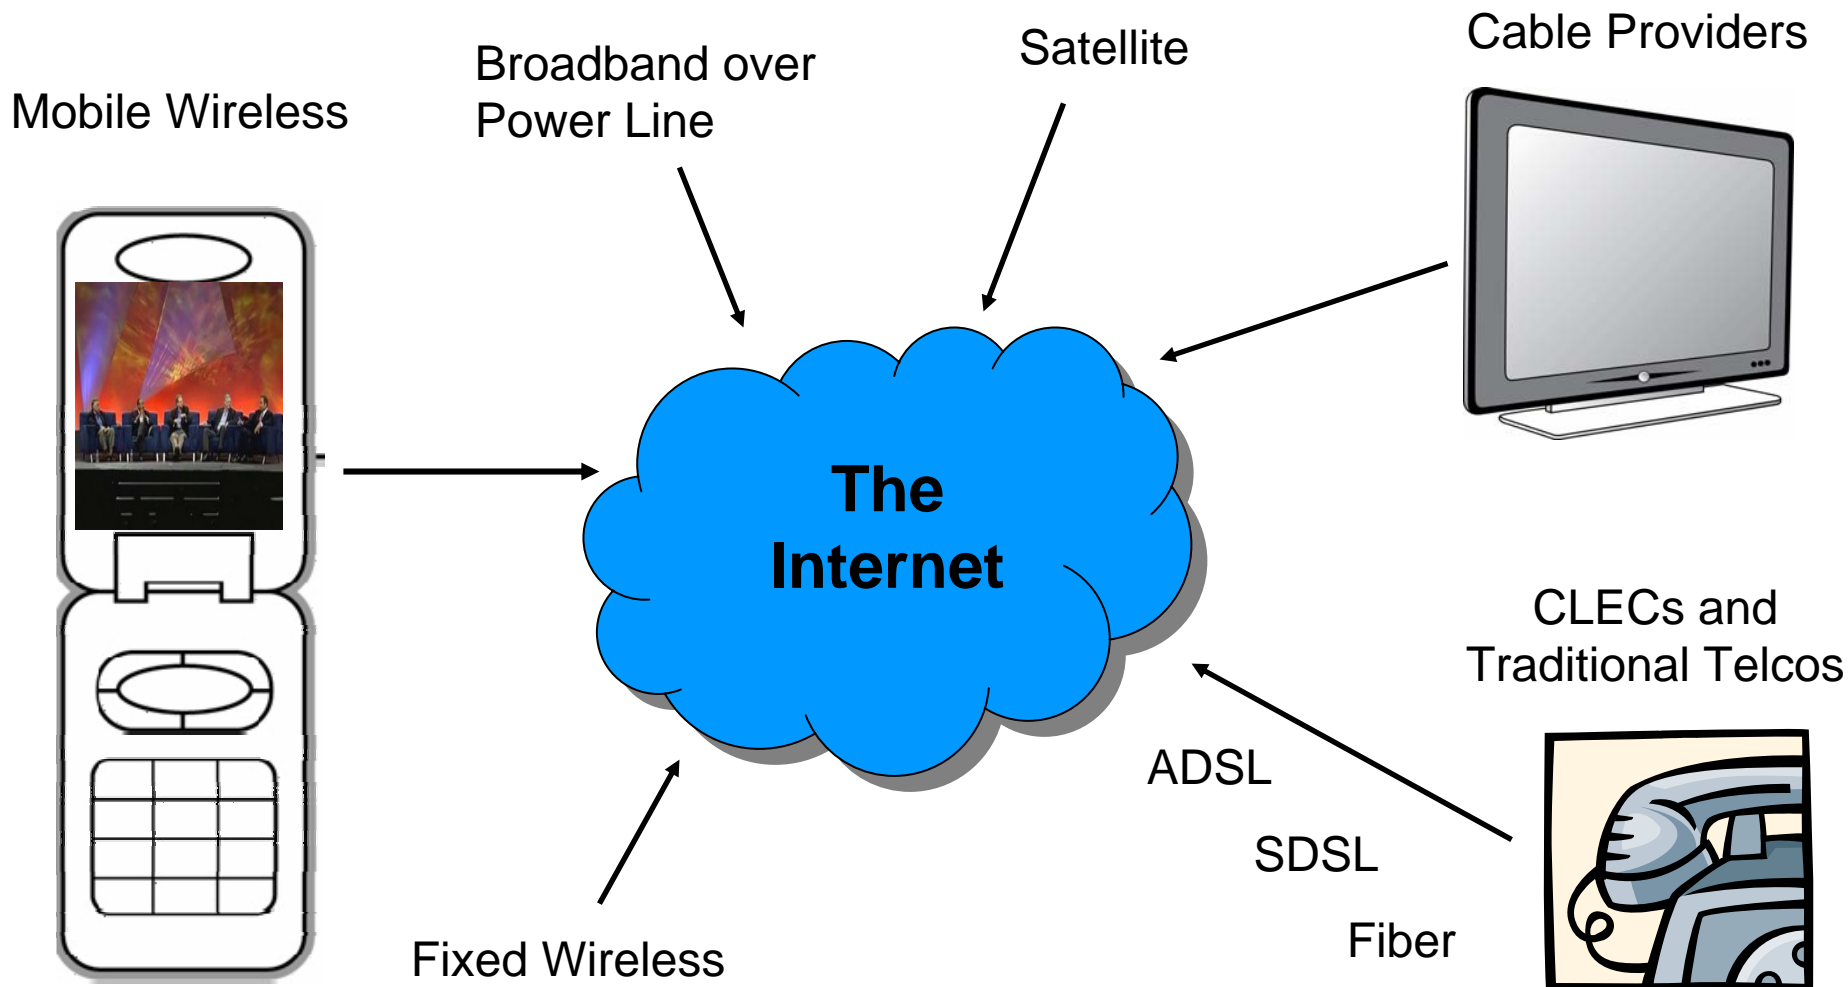 Mobile Wireless
Broadband over
Power Line
Satellite
Cable Providers
The
Internet
CLECs and
Traditional Telcos
ADSL
SDSL
Fiber
Fixed Wireless